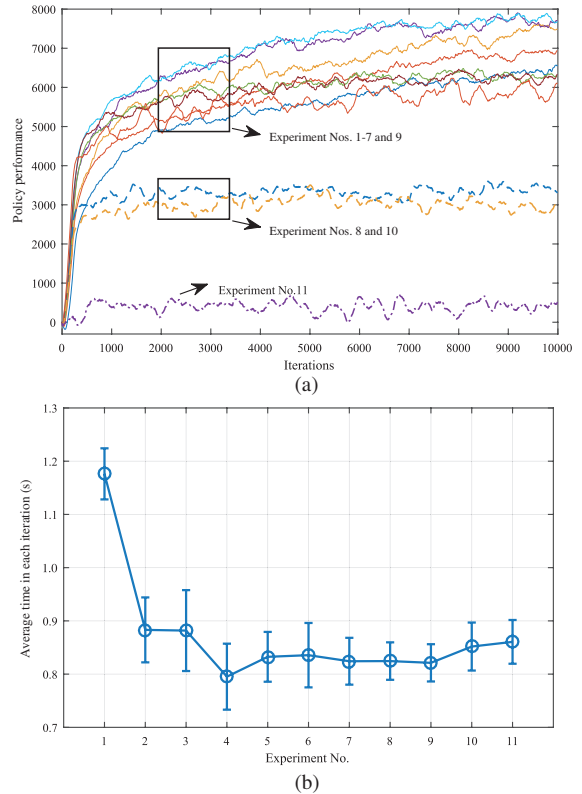 8000
7000
6000
5000
4000
3000
2000
1000
0
Policy performance
Experiment Nos. 1-7 and 9
Experiment Nos. 8 and 10
Experiment No.11
0 1000 2000 3000 4000 5000 6000 7000 8000 9000 10000
Iterations
(a)
1.3
1.2
1.1
1.0
0.9
0.8
0.7
Average time in each iteration (s)
1 2 3 4 5 6 7 8 9 10 11
Experiment No.
(b)